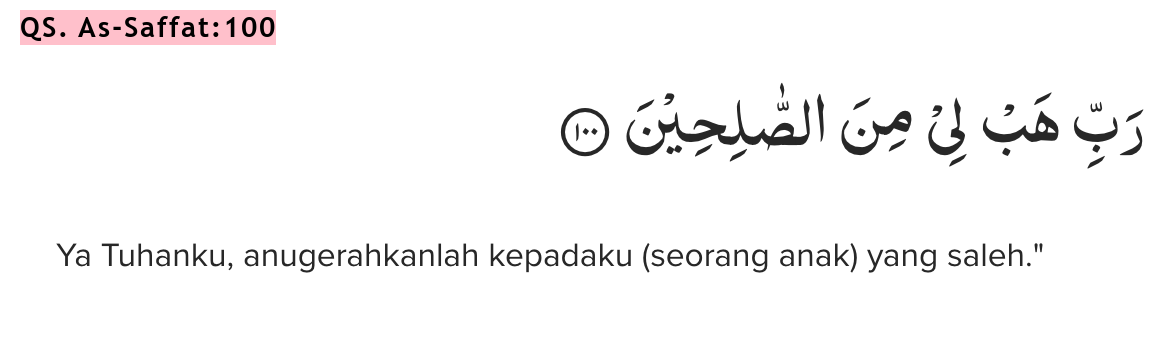 QS. As-Saffat:100
رَبِّ هَبْ لِيْ مِنَ الصّٰلِحِيْنَ ١٠٠
Ya Tuhanku, anugerahkanlah kepadaku (seorang anak) yang saleh."